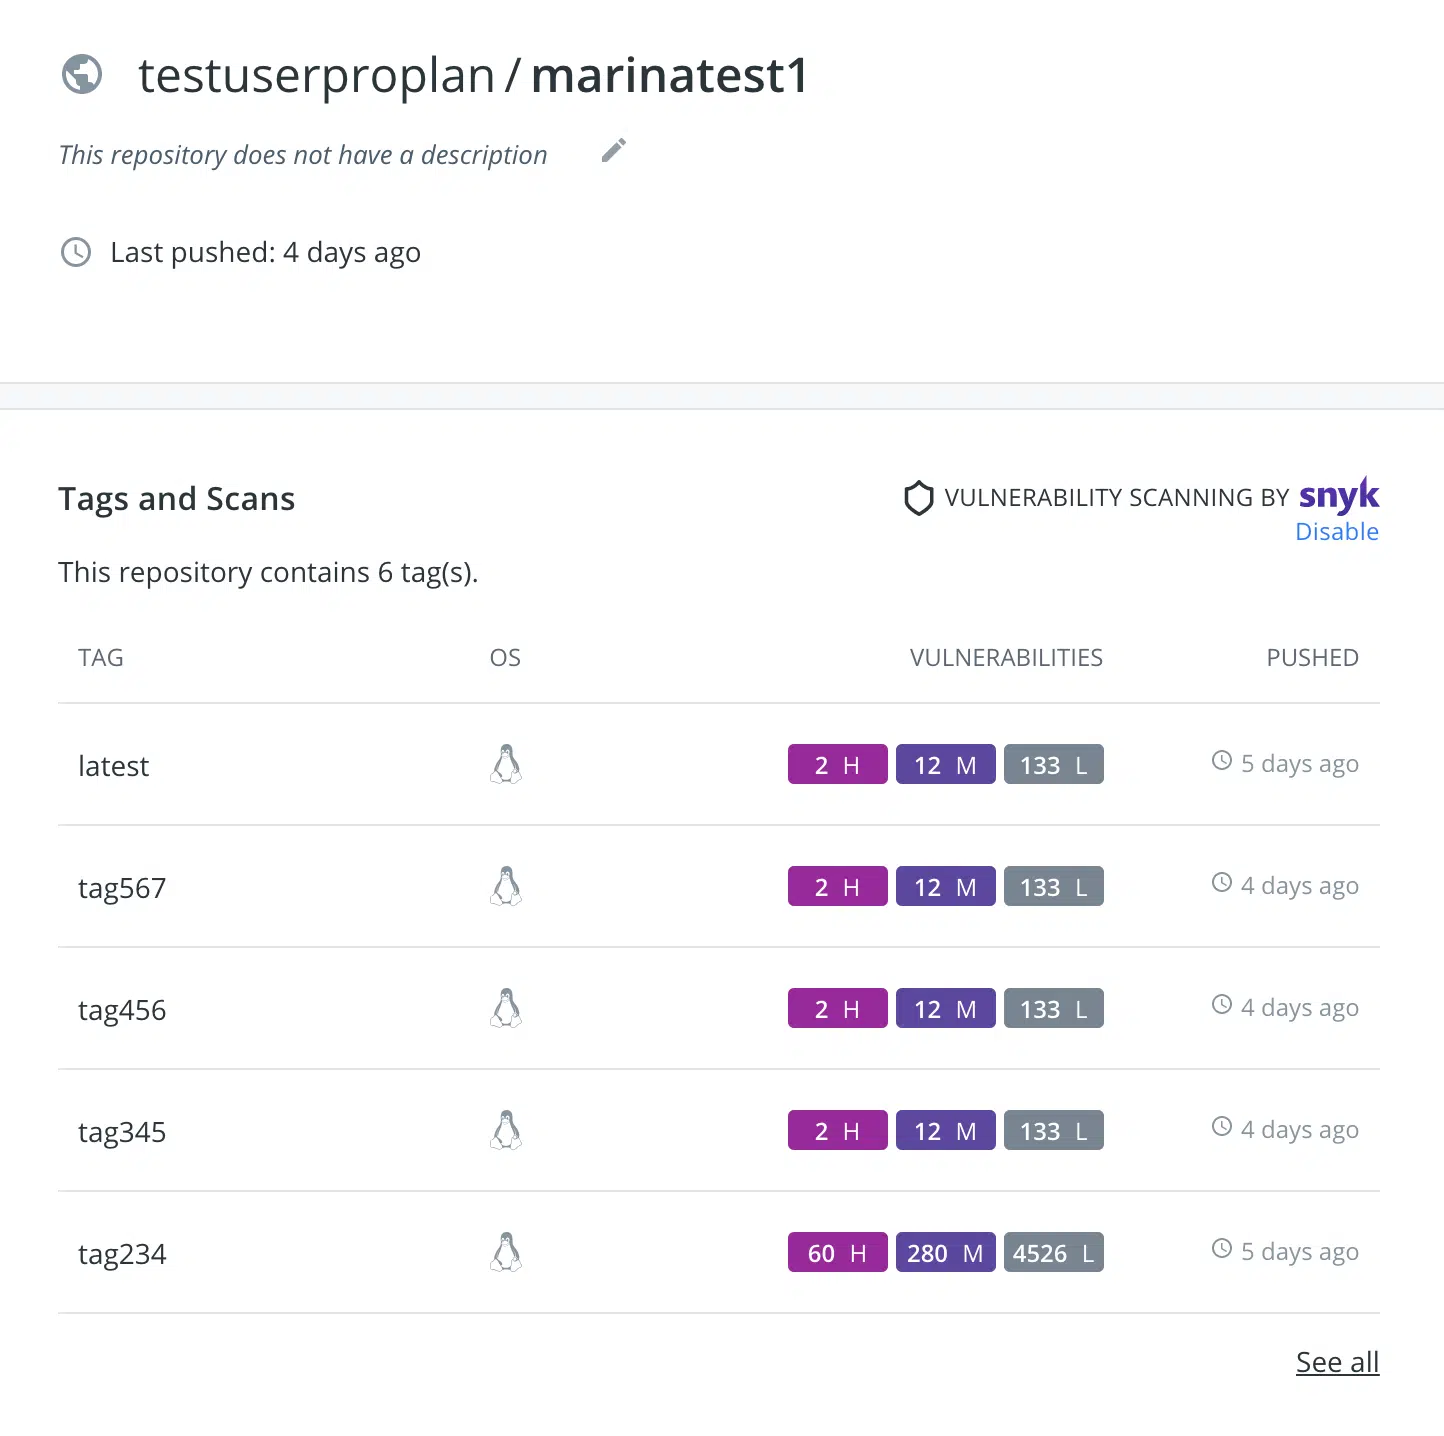 testuserproplan / marinatest1
This repository does not have a description
Last pushed: 4 days ago
Tags and Scans
VULNERABILITY SCANNING BY snyk
Disable
This repository contains 6 tag(s).
TAG OS VULNERABILITIES PUSHED
latest 2 H 12 M 133 L 5 days ago
tag567 2 H 12 M 133 L 4 days ago
tag456 2 H 12 M 133 L 4 days ago
tag345 2 H 12 M 133 L 4 days ago
tag234 60 H 280 M 4526 L 5 days ago
See all